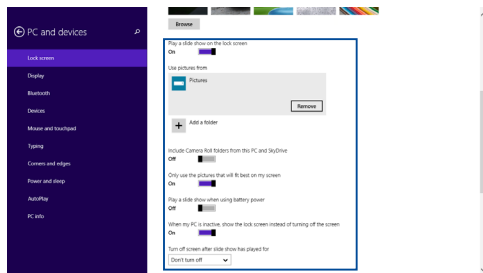 PC and devices
Lock screen
Display
Bluetooth
Devices
Mouse and touchpad
Typing
Corners and edges
Power and sleep
AutoPlay
PC info
Browse
Play a slide show on the lock screen
On
Use pictures from
Pictures
Remove
Add a folder
Include Camera Roll folders from this PC and SkyDrive
Off
Only use the pictures that will fit best on my screen
On
Play a slide show when using battery power
Off
When my PC is inactive, show the lock screen instead of turning off the screen
On
Turn off screen after slide show has played for
Don't turn off